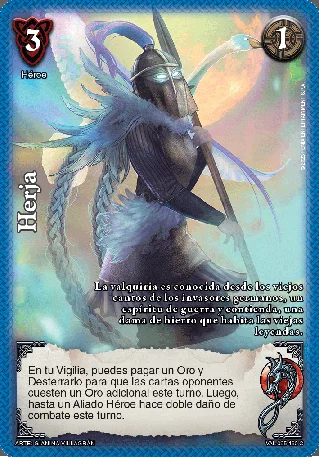 3
1
Héroe
Herja
La valquiria es conocida desde los viejos
cantos de los invasores germanos, un
espíritu de guerra y contienda, una
dama de hierro que habita las viejas
leyendas.
En tu Vigilia, puedes pagar un Oro y
Desterrarlo para que las cartas oponentes
cuesten un Oro adicional este turno. Luego,
hasta un Aliado Héroe hace doble daño de
combate este turno.